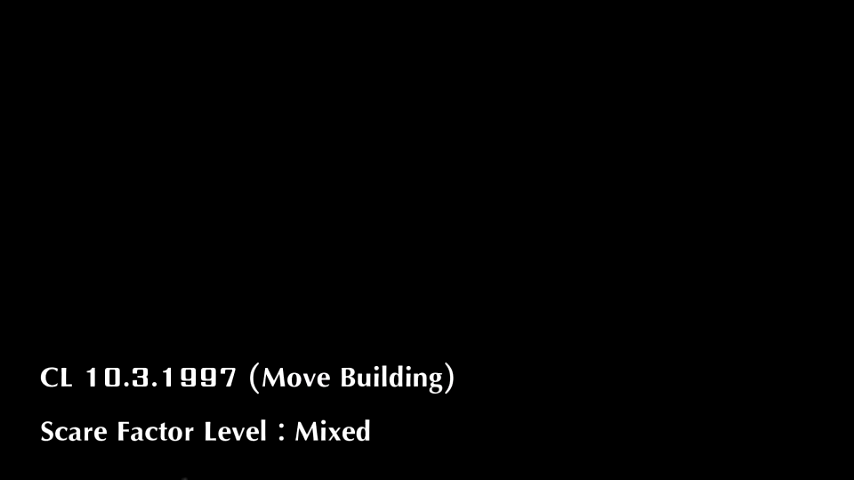 CL 10.3.1997 (Move Building)
Scare Factor Level : Mixed